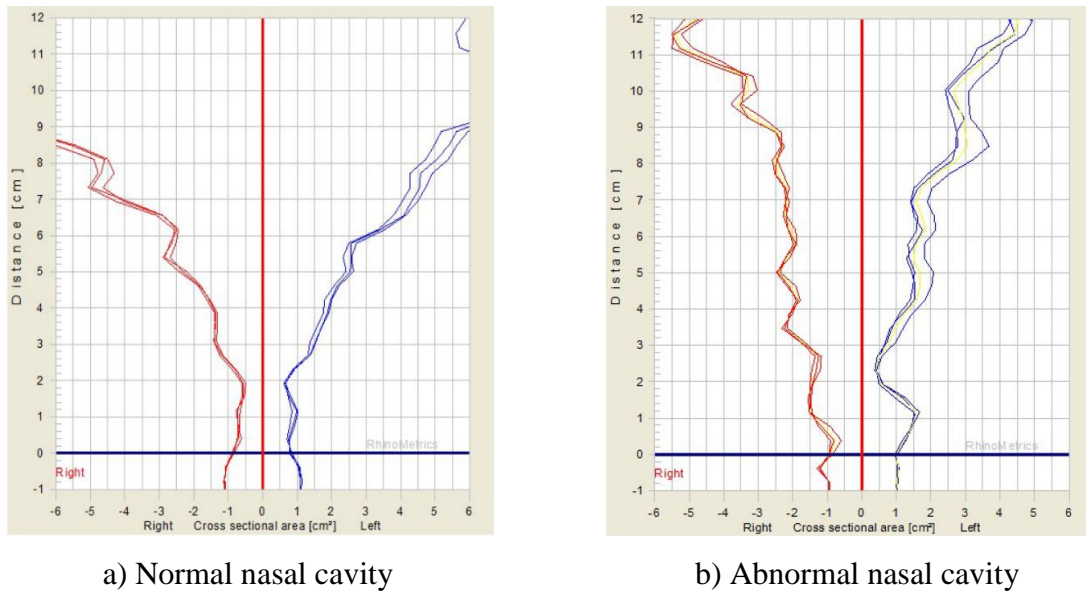 12
11
10
9
8
7
6
5
4
3
2
1
0
-1
Distance [cm]
RhinoMetrics
Right
-6 -5 -4 -3 -2 -1 0 1 2 3 4 5 6
Right Cross sectional area [cm²] Left
a) Normal nasal cavity
12
11
10
9
8
7
6
5
4
3
2
1
0
-1
Distance [cm]
RhinoMetrics
Right
-6 -5 -4 -3 -2 -1 0 1 2 3 4 5 6
Right Cross sectional area [cm²] Left
b) Abnormal nasal cavity